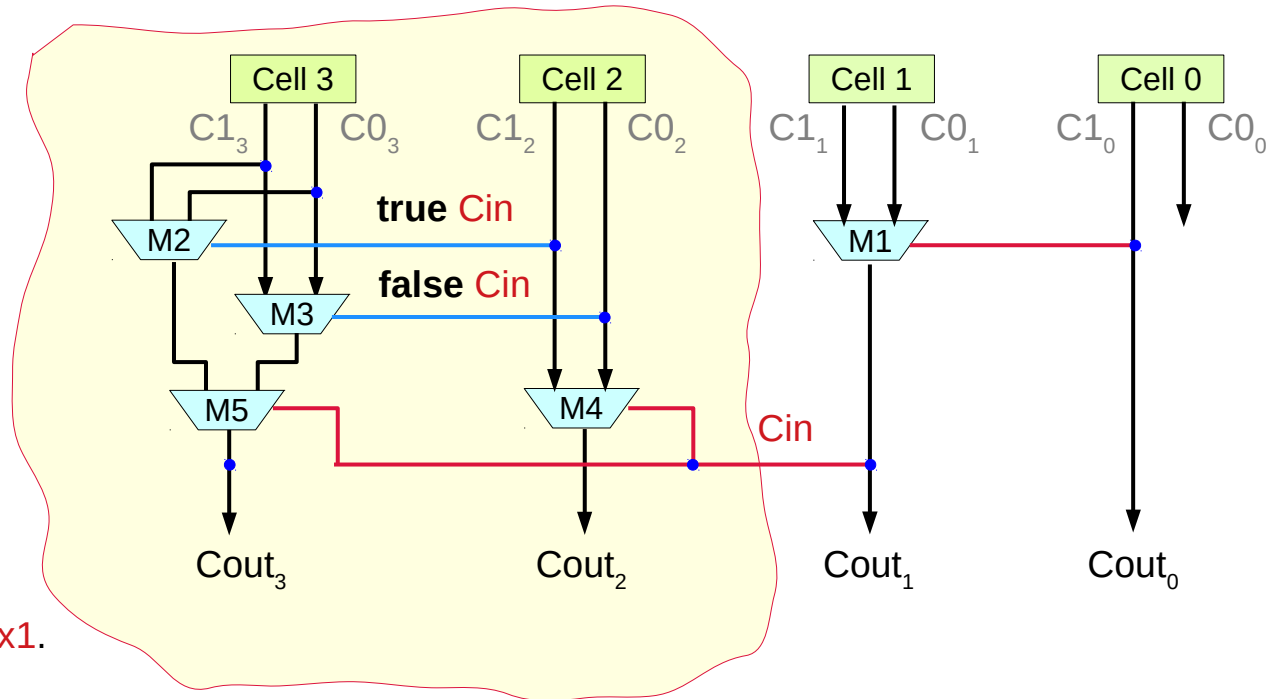 Cell 3 Cell 2 Cell 1 Cell 0
C1₃ C0₃ C1₂ C0₂ C1₁ C0₁ C1₀ C0₀
true Cin
M2 M1
false Cin
M3
M5 M4
Cin
Cout₃ Cout₂ Cout₁ Cout₀
x1.